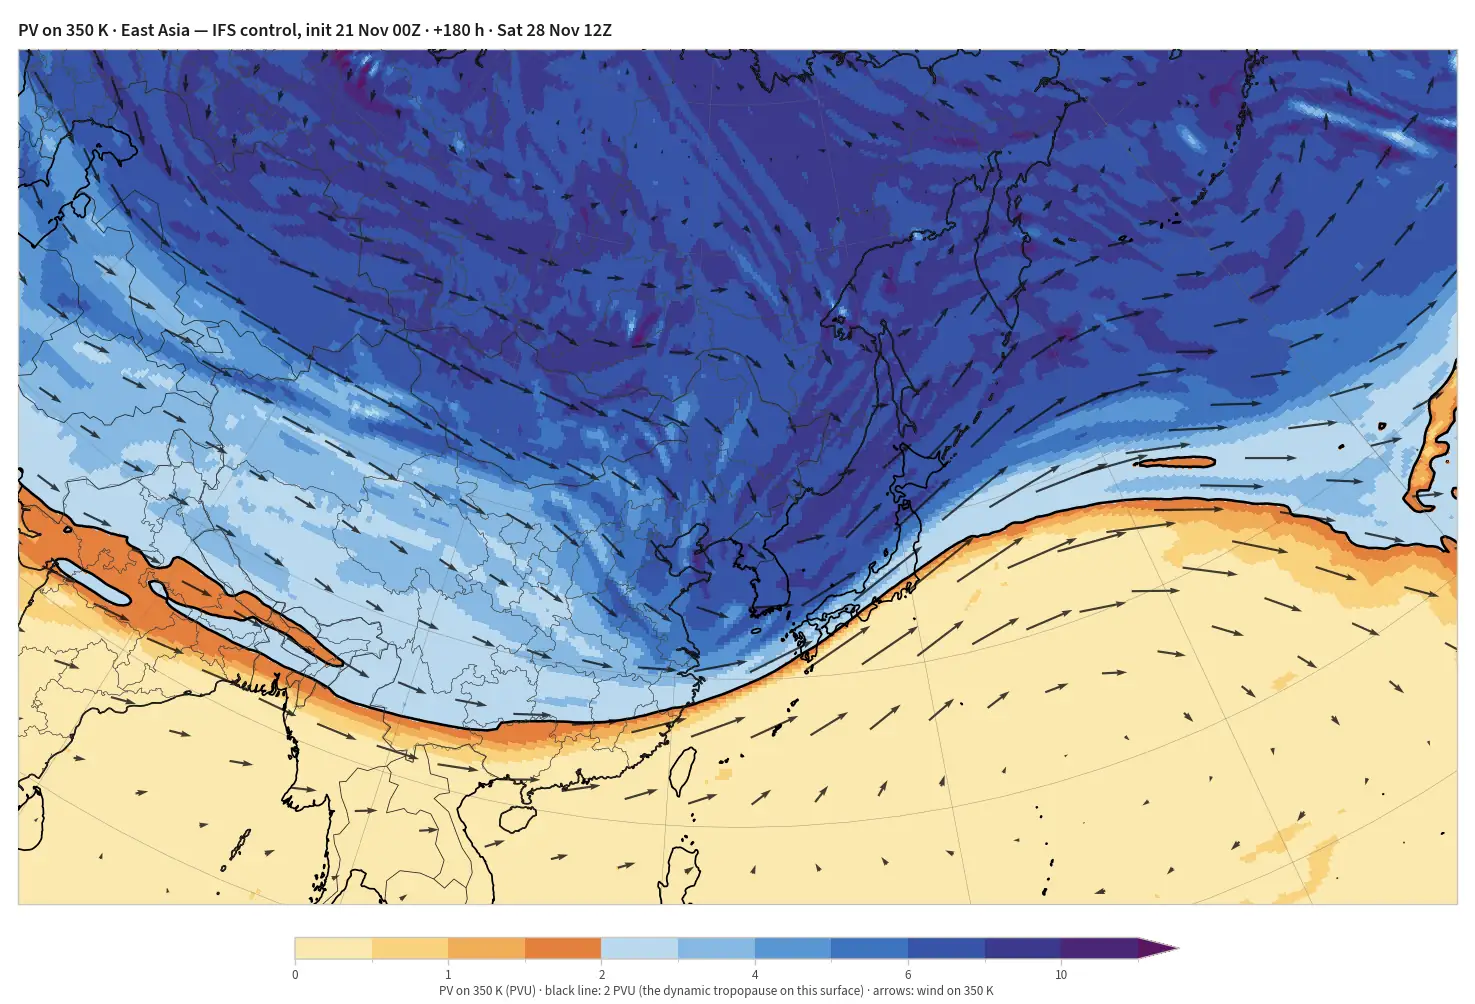 PV on 350 K · East Asia — IFS control, init 21 Nov 00Z · +180 h · Sat 28 Nov 12Z
0 1 2 4 6 10
PV on 350 K (PVU) · black line: 2 PVU (the dynamic tropopause on this surface) · arrows: wind on 350 K